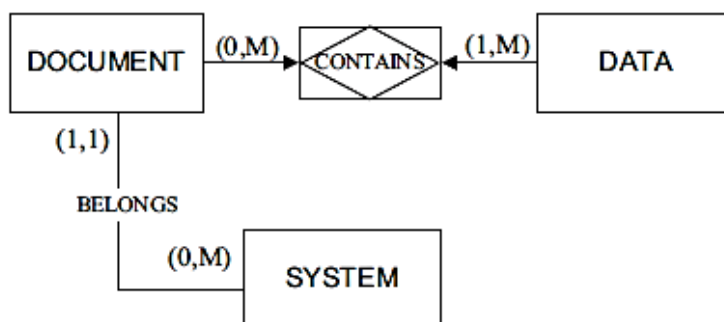 DOCUMENT
(0,M)
CONTAINS
(1,M)
DATA
(1,1)
BELONGS
(0,M)
SYSTEM